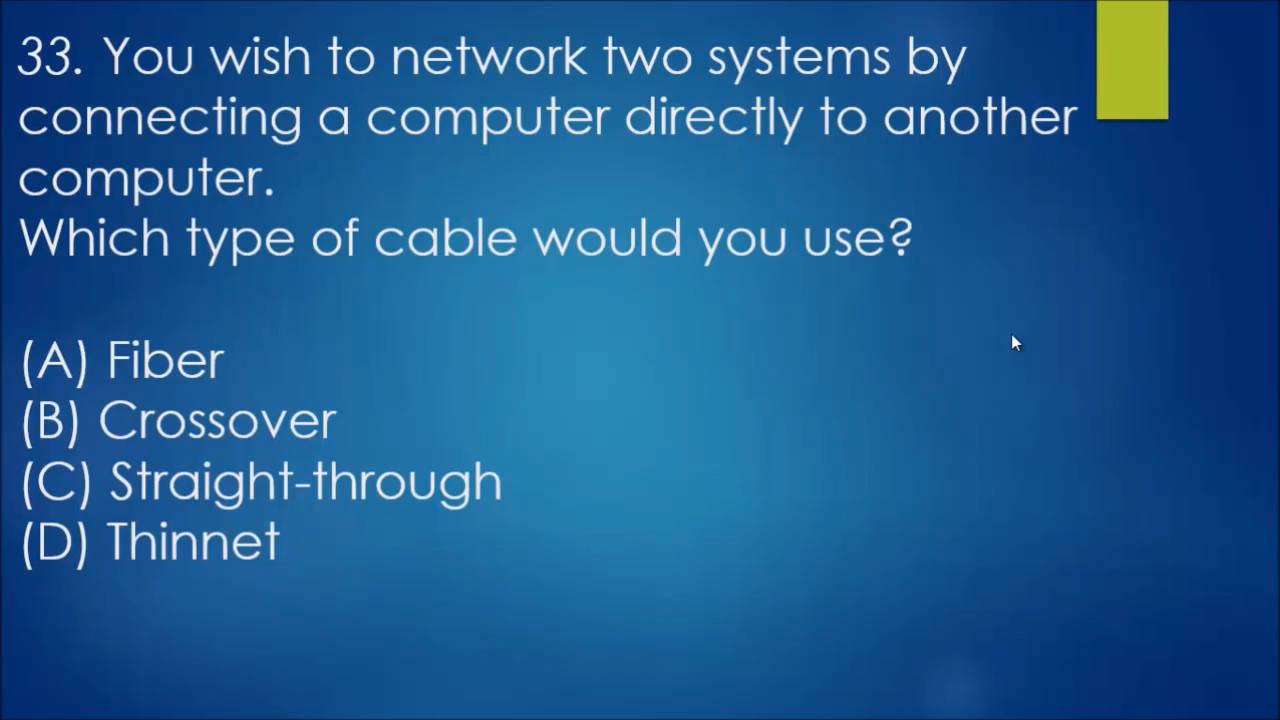 33. You wish to network two systems by
connecting a computer directly to another
computer.
Which type of cable would you use?
(A) Fiber
(B) Crossover
(C) Straight-through
(D) Thinnet